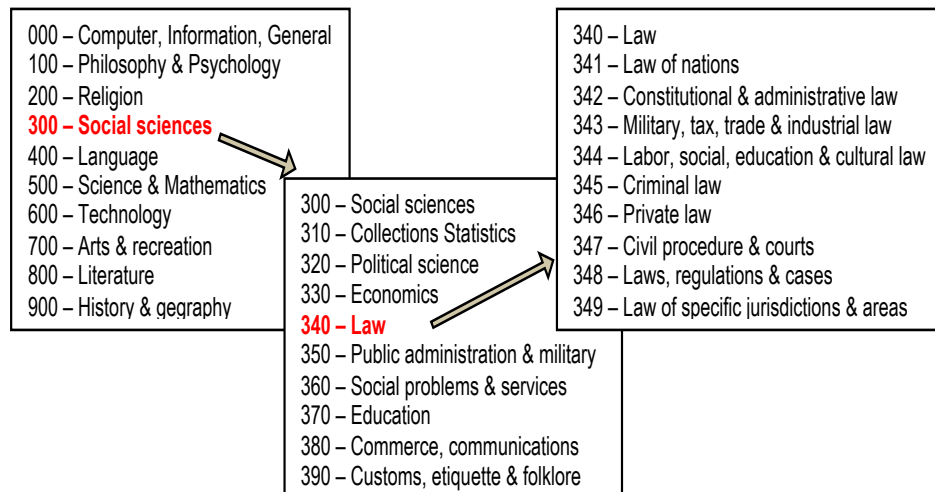 000 – Computer, Information, General
100 – Philosophy & Psychology
200 – Religion
300 – Social sciences
400 – Language
500 – Science & Mathematics
600 – Technology
700 – Arts & recreation
800 – Literature
900 – History & gegraphy
300 – Social sciences
310 – Collections Statistics
320 – Political science
330 – Economics
340 – Law
350 – Public administration & military
360 – Social problems & services
370 – Education
380 – Commerce, communications
390 – Customs, etiquette & folklore
340 – Law
341 – Law of nations
342 – Constitutional & administrative law
343 – Military, tax, trade & industrial law
344 – Labor, social, education & cultural law
345 – Criminal law
346 – Private law
347 – Civil procedure & courts
348 – Laws, regulations & cases
349 – Law of specific jurisdictions & areas